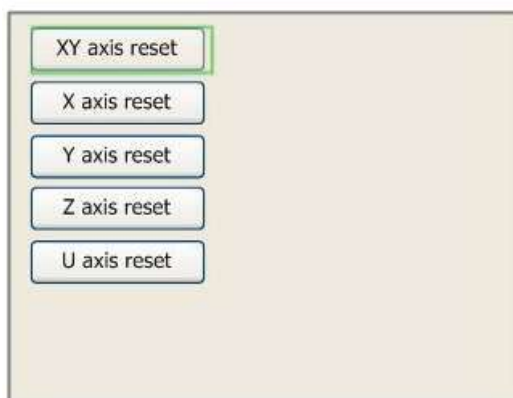 XY axis reset
X axis reset
Y axis reset
Z axis reset
U axis reset